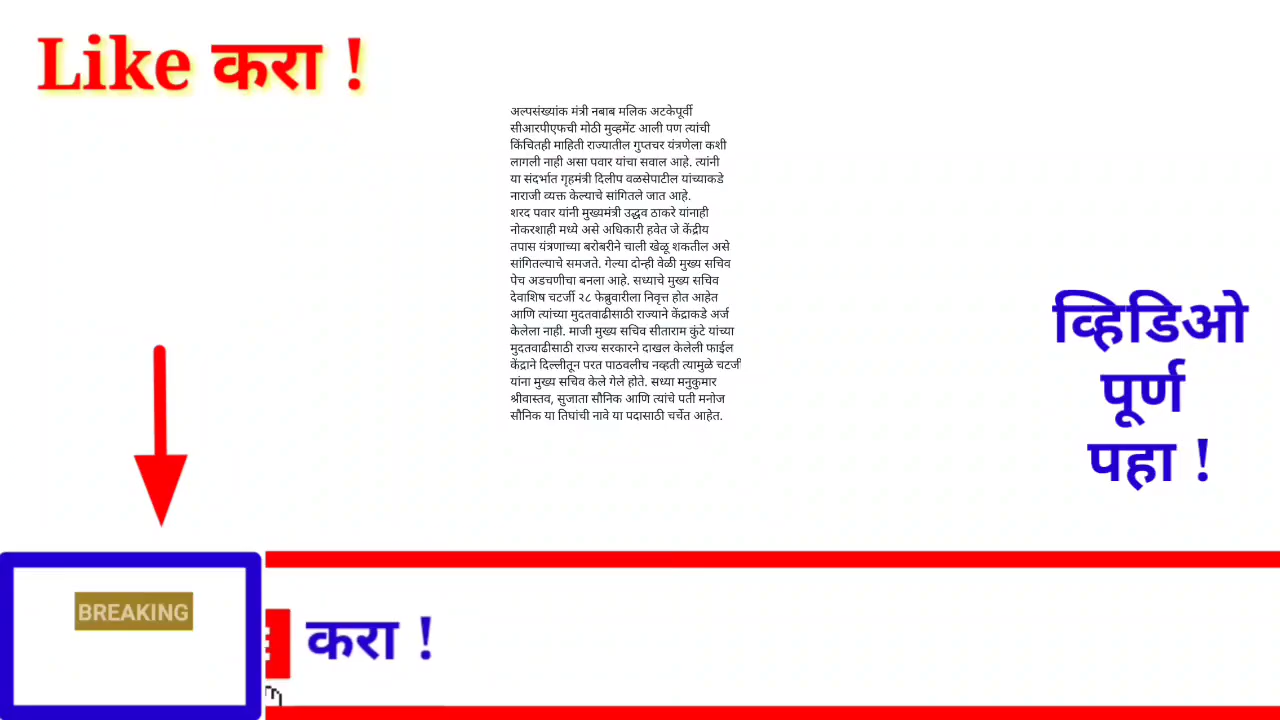 Like करा !
अल्पसंख्यांक मंत्री नबाब मलिक अटकेपूर्वी
सीआरपीएफची मोठी मुव्हमेंट आली पण त्यांची
किंचितही माहिती राज्यातील गुप्तचर यंत्रणेला कशी
लागली नाही असा पवार यांचा सवाल आहे. त्यांनी
या संदर्भात गृहमंत्री दिलीप वळसेपाटील यांच्याकडे
नाराजी व्यक्त केल्याचे सांगितले जात आहे.
शरद पवार यांनी मुख्यमंत्री उद्धव ठाकरे यांनाही
नोकरशाही मध्ये असे अधिकारी हवेत जे केंद्रीय
तपास यंत्रणाच्या बरोबरीने चाली खेळू शकतील असे
सांगितल्याचे समजते. गेल्या दोन्ही वेळी मुख्य सचिव
पेच अडचणीचा बनला आहे. सध्याचे मुख्य सचिव
देवाशिष चटर्जी २८ फेब्रुवारीला निवृत्त होत आहेत
आणि त्यांच्या मुदतवाढीसाठी राज्याने केंद्राकडे अर्ज
केलेला नाही. माजी मुख्य सचिव सीताराम कुंटे यांच्या
मुदतवाढीसाठी राज्य सरकारने दाखल केलेली फाईल
केंद्राने दिल्लीतून परत पाठवलीच नव्हती त्यामुळे चटर्जी
यांना मुख्य सचिव केले गेले होते. सध्या मनुकुमार
श्रीवास्तव, सुजाता सौनिक आणि त्यांचे पती मनोज
सौनिक या तिघांची नावे या पदासाठी चर्चेत आहेत.
व्हिडिओ
पूर्ण
पहा !
BREAKING
करा !